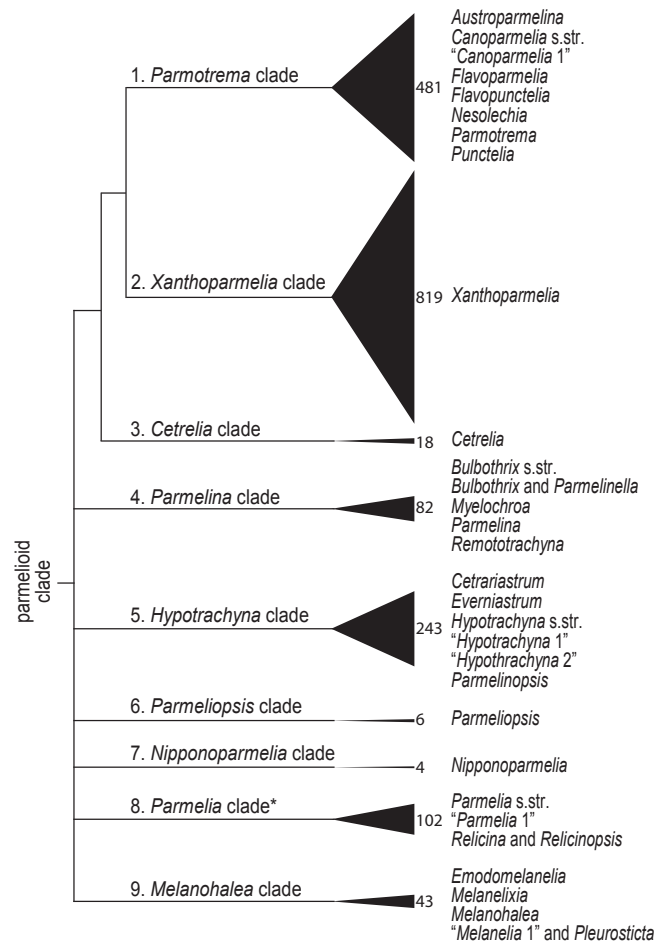 Austroparmelina
Canoparmelia s.str.
“Canoparmelia 1”
1. Parmotrema clade
Flavoparmelia
481
Flavopunctelia
Nesolechia
Parmotrema
Punctelia
2. Xanthoparmelia clade
819
Xanthoparmelia
3. Cetrelia clade
18
Cetrelia
Bulbothrix s.str.
Bulbothrix and Parmelinella
4. Parmelina clade
82
Myelochroa
Parmelina
Remototrachyna
parmelioid
clade
Cetrariastrum
Everniastrum
5. Hypotrachyna clade
Hypotrachyna s.str.
243
“Hypotrachyna 1”
“Hypothrachyna 2”
Parmelinopsis
6. Parmeliopsis clade
6
Parmeliopsis
7. Nipponoparmelia clade
4
Nipponoparmelia
8. Parmelia clade*
Parmelia s.str.
102
“Parmelia 1”
Relicina and Relicinopsis
9. Melanohalea clade
Emodomelanelia
43
Melanelixia
Melanohalea
“Melanelia 1” and Pleurosticta